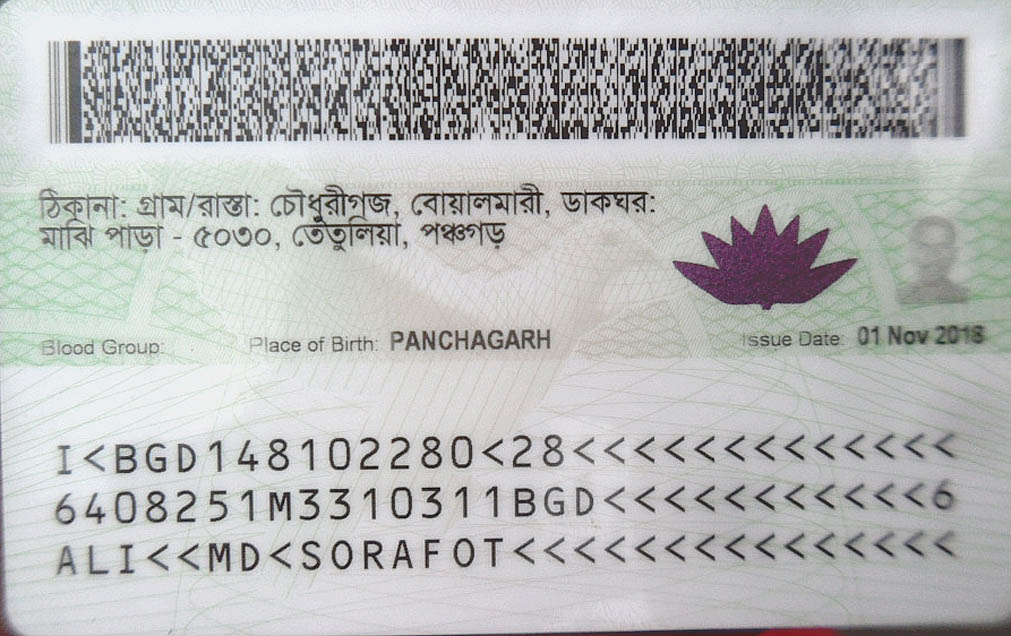 ঠিকানা: গ্রাম/রাস্তা: চৌধুরীগজ, বোয়ালমারী, ডাকঘর:
মাঝি পাড়া - ৫০৩০, তেঁতুলিয়া, পঞ্চগড়
Blood Group: Place of Birth: PANCHAGARH Issue Date: 01 Nov 2018
I<BGD148102280<28<<<<<<<<<<<<<
6408251M3310311BGD<<<<<<<<<<<6
ALI<<MD<SORAFOT<<<<<<<<<<<<<<<